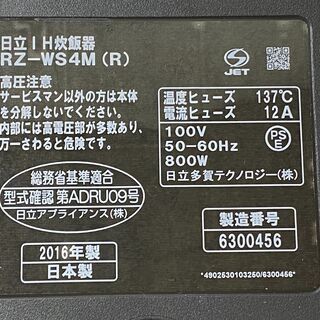 日立IH炊飯器
RZ-WS4M (R)
高圧注意
サービスマン以外の方は本体
を分解しないでください。
内部には高電圧部が多数あり、
万一さわると危険です。
総務省基準適合
型式確認 第ADRU09号
日立アプライアンス(株)
2016年製
日本製
S
JET
温度ヒューズ 137℃
電流ヒューズ 12A
100V
50-60Hz
800W
PS
E
日立多賀テクノロジー(株)
製造番号
6300456
*4902530103250/6300456*